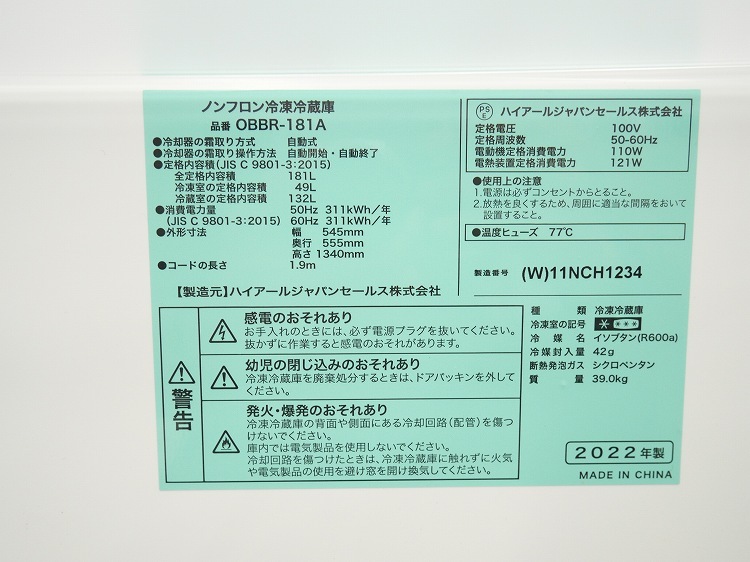 ノンフロン冷凍冷蔵庫
品番 OBBR-181A
●冷却器の霜取り方式 自動式
●冷却器の霜取り操作方法 自動開始・自動終了
●定格内容積(JIS C 9801-3:2015)
全定格内容積 181L
冷凍室の定格内容積 49L
冷蔵室の定格内容積 132L
●消費電力量 50Hz 311kWh/年
(JIS C 9801-3:2015) 60Hz 311kWh/年
●外形寸法 幅 545mm
奥行 555mm
高さ 1340mm
●コードの長さ 1.9m
【製造元】ハイアールジャパンセールス株式会社
PSE ハイアールジャパンセールス株式会社
定格電圧 100V
定格周波数 50-60Hz
電動機定格消費電力 110W
電熱装置定格消費電力 121W
●使用上の注意
1.電源は必ずコンセントからとること。
2.放熱を良くするため、周囲に適当な間隔をおいて
設置すること。
●温度ヒューズ 77℃
製造番号 (W)11NCH1234
警告
感電のおそれあり
お手入れのときには、必ず電源プラグを抜いてください。
抜かずに作業すると感電のおそれがあります。
幼児の閉じ込めのおそれあり
冷凍冷蔵庫を廃棄処分するときは、ドアパッキンを外して
ください。
発火・爆発のおそれあり
冷凍冷蔵庫の背面や側面にある冷却回路(配管)を傷つ
けないでください。
庫内では電気製品を使用しないでください。
冷却回路を傷つけたときは、冷凍冷蔵庫に触れずに火気
や電気製品の使用を避け窓を開け換気してください。
種類 冷凍冷蔵庫
冷凍室の記号
冷媒名 イソブタン(R600a)
冷媒封入量 42g
断熱発泡ガス シクロペンタン
質量 39.0kg
2022年製
MADE IN CHINA